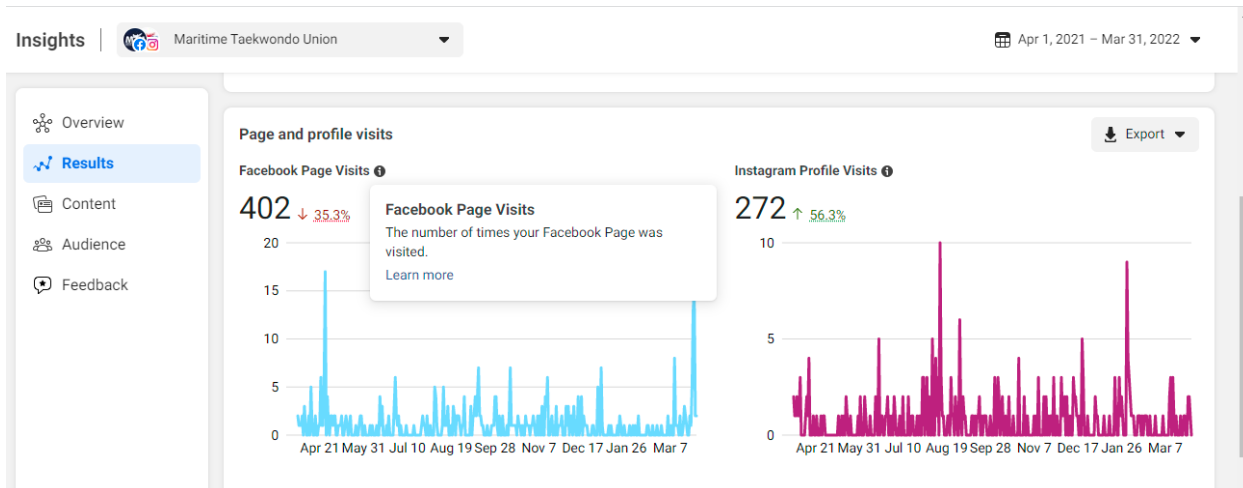 Insights
Maritime Taekwondo Union
Apr 1, 2021 – Mar 31, 2022
Overview
Results
Content
Audience
Feedback
Page and profile visits
Export
Facebook Page Visits
402 ↓ 35.3%
Facebook Page Visits
The number of times your Facebook Page was
visited.
Learn more
20
15
10
5
0
Apr 21 May 31 Jul 10 Aug 19 Sep 28 Nov 7 Dec 17 Jan 26 Mar 7
Instagram Profile Visits
272 ↑ 56.3%
10
5
0
Apr 21 May 31 Jul 10 Aug 19 Sep 28 Nov 7 Dec 17 Jan 26 Mar 7